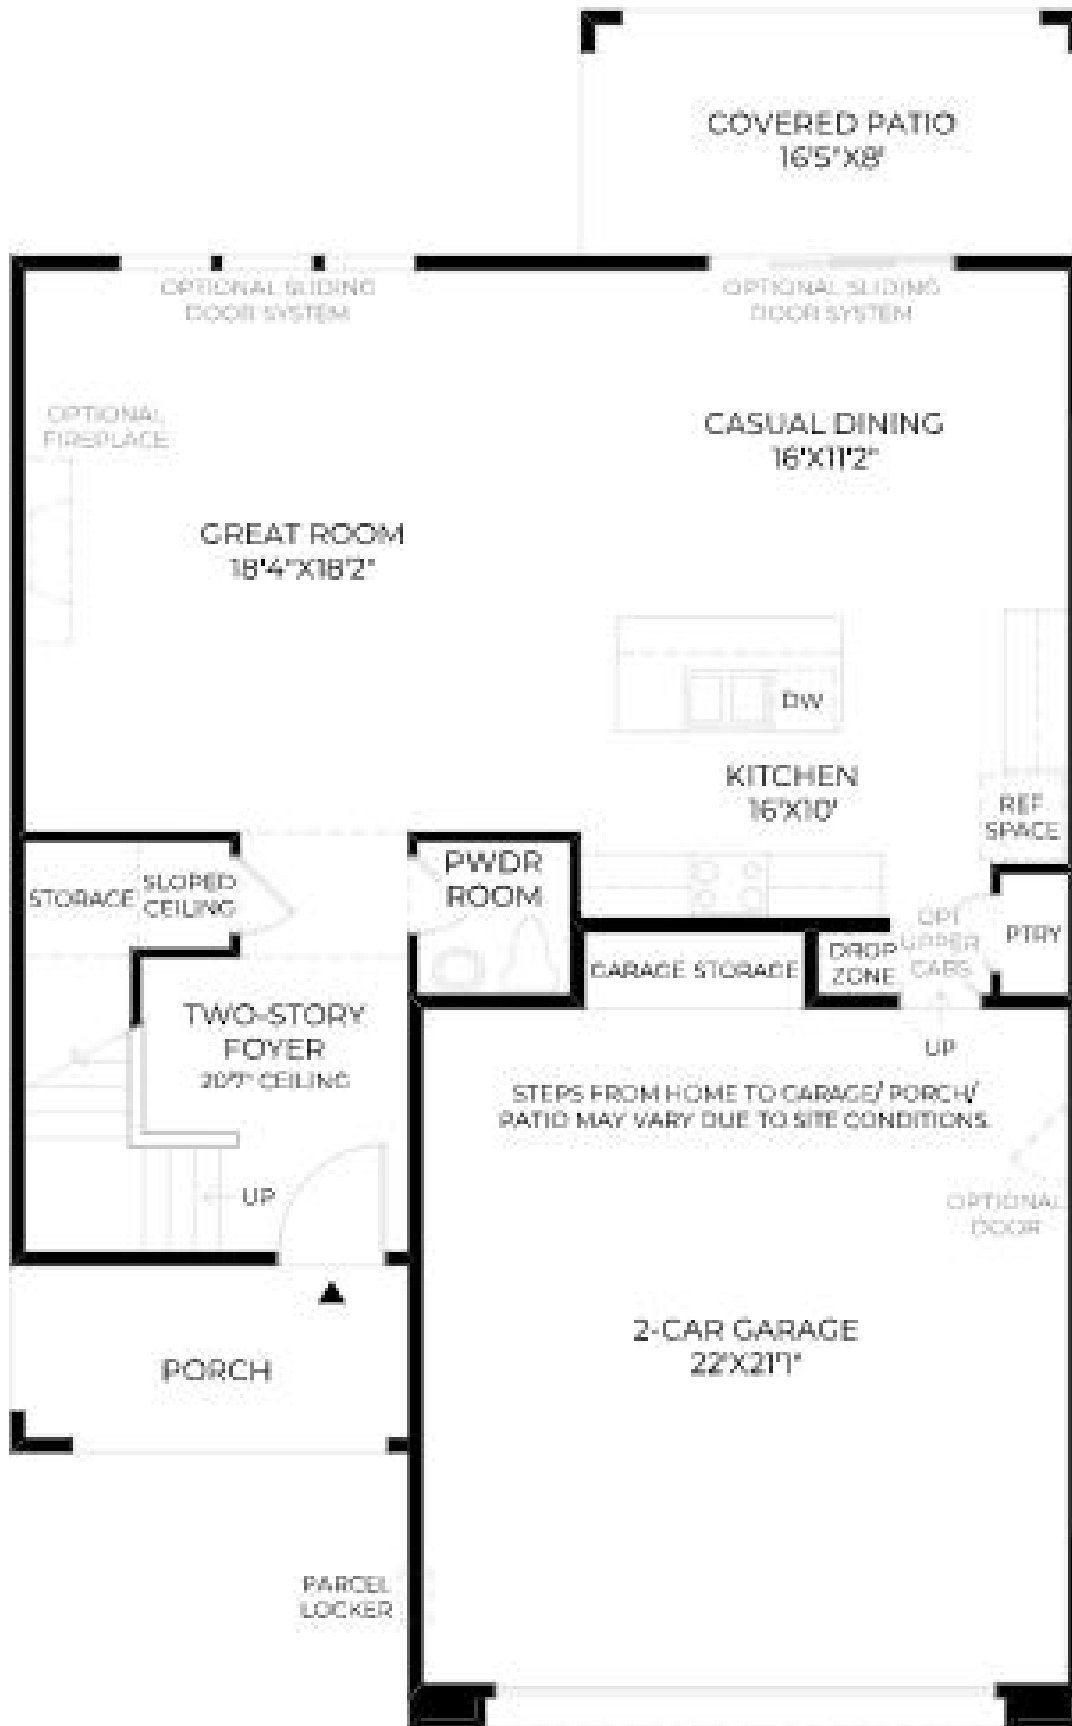 COVERED PATIO
16'5"X8'
OPTIONAL SLIDING
DOOR SYSTEM
OPTIONAL SLIDING
DOOR SYSTEM
OPTIONAL
FIREPLACE
CASUAL DINING
16'X11'2"
GREAT ROOM
18'4"X18'2"
DW
KITCHEN
16'X10'
REF
SPACE
STORAGE
SLOPED
CEILING
PWDR
ROOM
GARAGE STORAGE
DROP
ZONE
OPT
UPPER
CABS
PTRY
TWO-STORY
FOYER
20'7" CEILING
UP
STEPS FROM HOME TO GARAGE/ PORCH/
PATIO MAY VARY DUE TO SITE CONDITIONS.
UP
OPTIONAL
DOOR
2-CAR GARAGE
22'X21'1"
PORCH
PARCEL
LOCKER